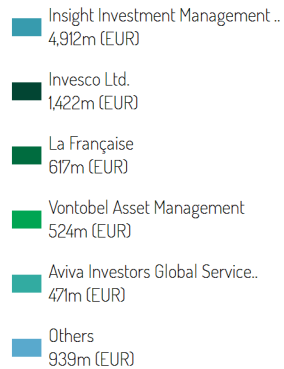 Insight Investment Management ..
4,912m (EUR)
Invesco Ltd.
1,422m (EUR)
La Française
617m (EUR)
Vontobel Asset Management
524m (EUR)
Aviva Investors Global Service..
471m (EUR)
Others
939m (EUR)